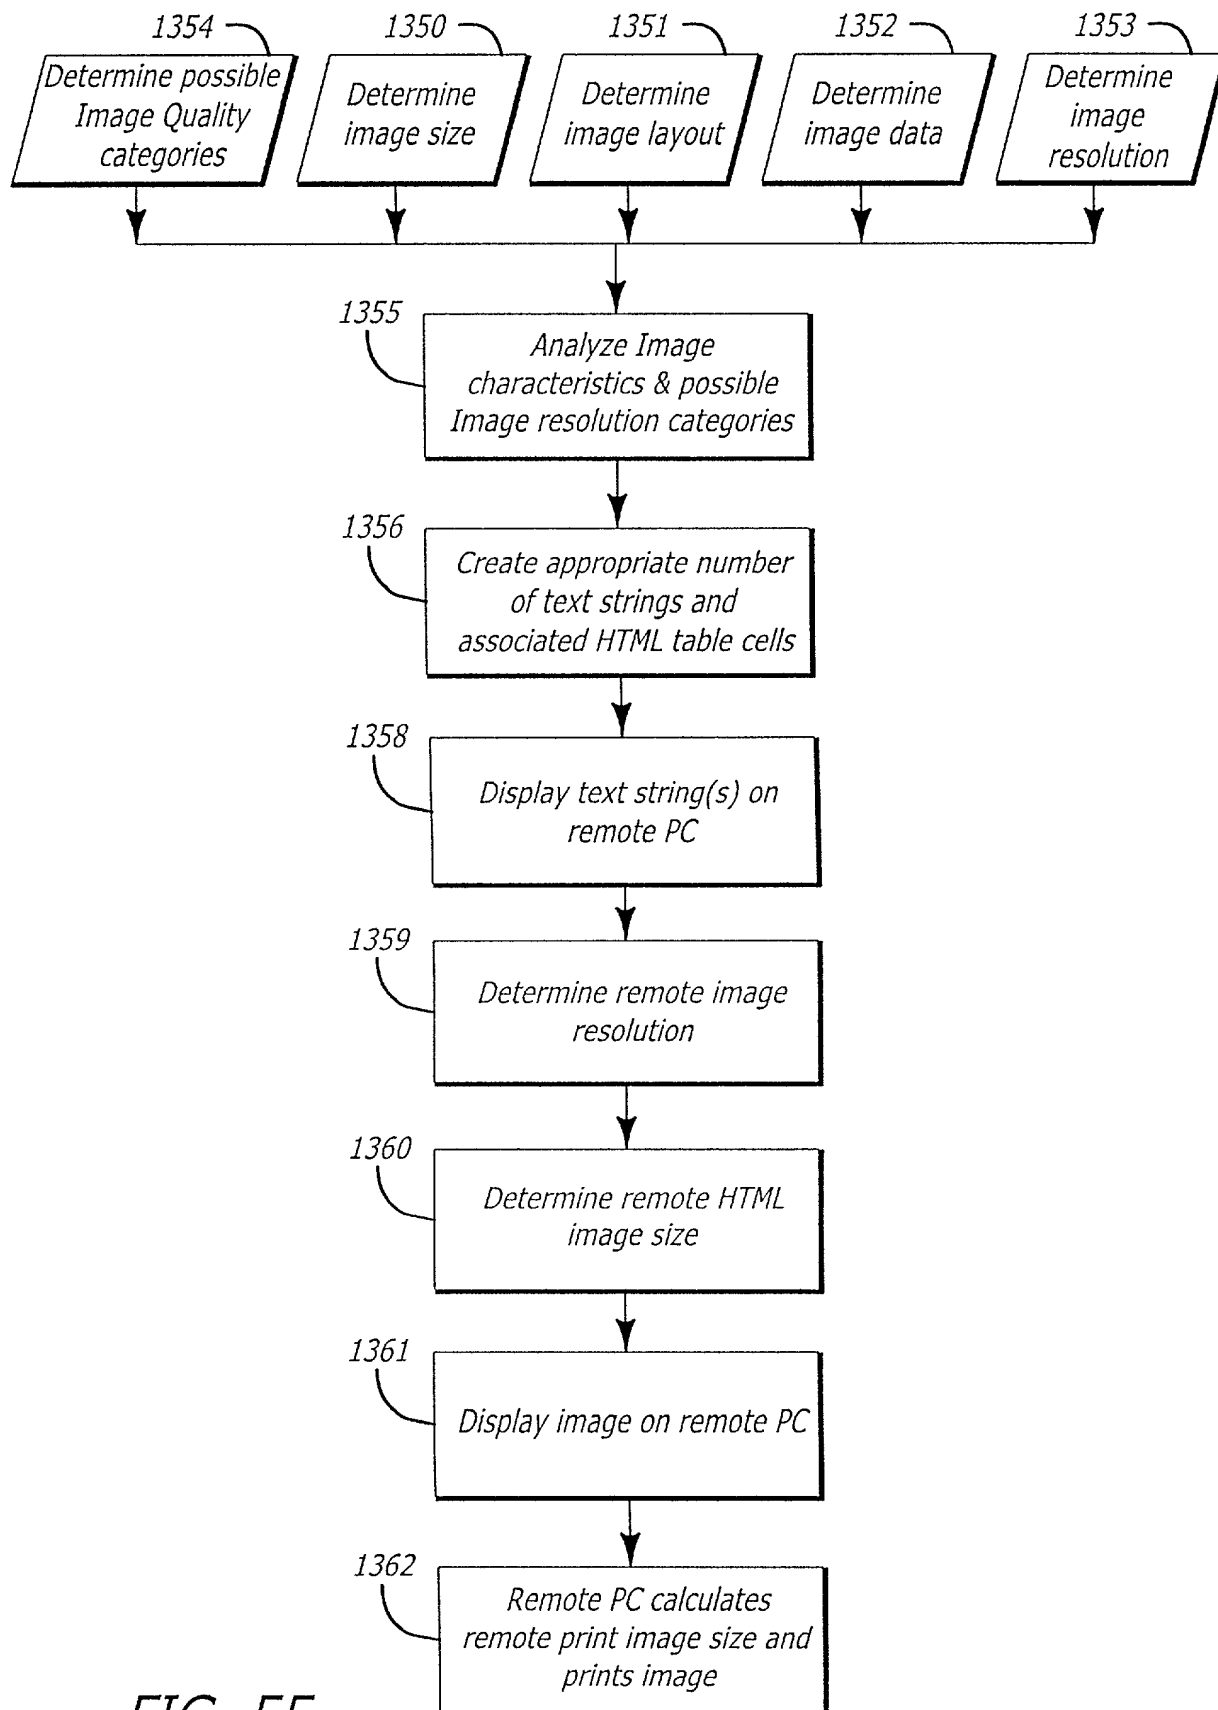 1354
1350
1351
1352
1353
Determine possible
Image Quality
categories
Determine
image size
Determine
image layout
Determine
image data
Determine
image
resolution
1355
Analyze Image
characteristics & possible
Image resolution categories
1356
Create appropriate number
of text strings and
associated HTML table cells
1358
Display text string(s) on
remote PC
1359
Determine remote image
resolution
1360
Determine remote HTML
image size
1361
Display image on remote PC
1362
Remote PC calculates
remote print image size and
prints image
FIG. 55